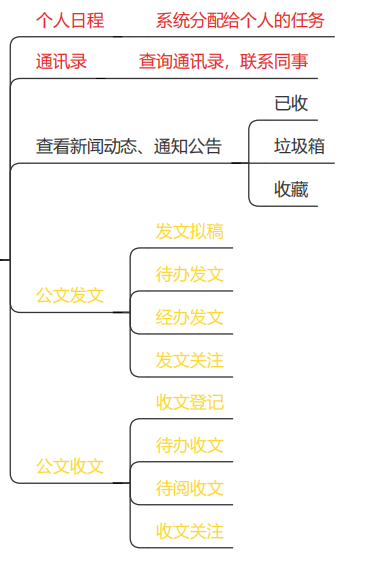 个人日程
系统分配给个人的任务
通讯录
查询通讯录，联系同事
查看新闻动态、通知公告
已收
垃圾箱
收藏
公文发文
发文拟稿
待办发文
经办发文
发文关注
公文收文
收文登记
待办收文
待阅收文
收文关注